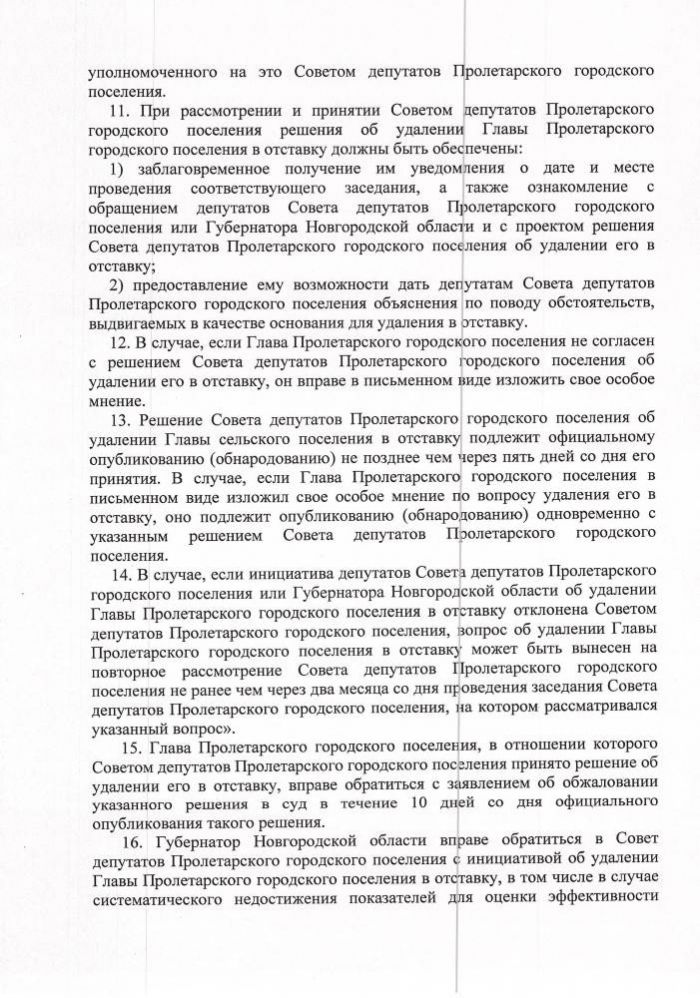 уполномоченного на это Советом депутатов Пролетарского городского
поселения.
11. При рассмотрении и принятии Советом депутатов Пролетарского
городского поселения решения об удалении Главы Пролетарского
городского поселения в отставку должны быть обеспечены:
1) заблаговременное получение им уведомления о дате и месте
проведения соответствующего заседания, а также ознакомление с
обращением депутатов Совета депутатов Пролетарского городского
поселения или Губернатора Новгородской области и с проектом решения
Совета депутатов Пролетарского городского поселения об удалении его в
отставку;
2) предоставление ему возможности дать депутатам Совета депутатов
Пролетарского городского поселения объяснения по поводу обстоятельств,
выдвигаемых в качестве основания для удаления в отставку.
12. В случае, если Глава Пролетарского городского поселения не согласен
с решением Совета депутатов Пролетарского городского поселения об
удалении его в отставку, он вправе в письменном виде изложить свое особое
мнение.
13. Решение Совета депутатов Пролетарского городского поселения об
удалении Главы сельского поселения в отставку подлежит официальному
опубликованию (обнародованию) не позднее чем через пять дней со дня его
принятия. В случае, если Глава Пролетарского городского поселения в
письменном виде изложил свое особое мнение по вопросу удаления его в
отставку, оно подлежит опубликованию (обнародованию) одновременно с
указанным решением Совета депутатов Пролетарского городского
поселения.
14. В случае, если инициатива депутатов Совета депутатов Пролетарского
городского поселения или Губернатора Новгородской области об удалении
Главы Пролетарского городского поселения в отставку отклонена Советом
депутатов Пролетарского городского поселения, вопрос об удалении Главы
Пролетарского городского поселения в отставку может быть вынесен на
повторное рассмотрение Совета депутатов Пролетарского городского
поселения не ранее чем через два месяца со дня проведения заседания Совета
депутатов Пролетарского городского поселения, на котором рассматривался
указанный вопрос».
15. Глава Пролетарского городского поселения, в отношении которого
Советом депутатов Пролетарского городского поселения принято решение об
удалении его в отставку, вправе обратиться с заявлением об обжаловании
указанного решения в суд в течение 10 дней со дня официального
опубликования такого решения.
16. Губернатор Новгородской области вправе обратиться в Совет
депутатов Пролетарского городского поселения с инициативой об удалении
Главы Пролетарского городского поселения в отставку, в том числе в случае
систематического недостижения показателей для оценки эффективности